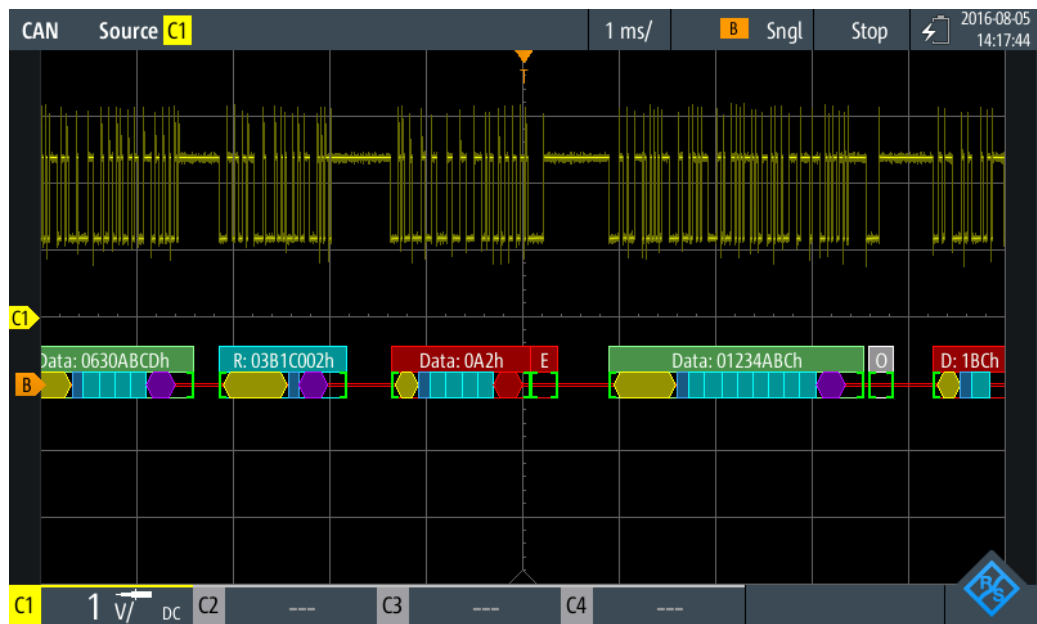 CAN Source C1 1 ms/ B Sngl Stop 2016-08-05
14:17:44
T
C1
Data: 0630ABCDh R: 03B1C002h Data: 0A2h E Data: 01234ABCh O D: 1BCh
B
C1 1 V/ DC C2 --- C3 --- C4 ---
R&S